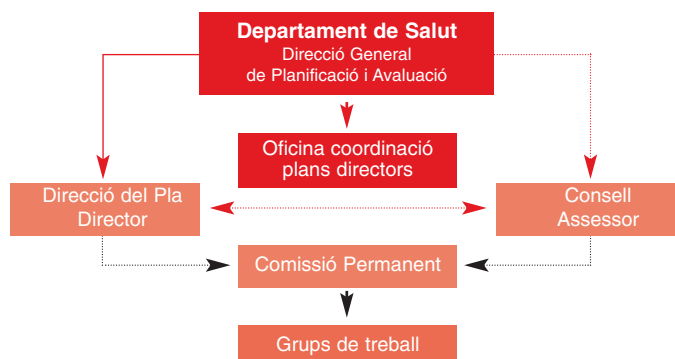 Departament de Salut
Direcció General
de Planificació i Avaluació
Oficina coordinació
plans directors
Direcció del Pla
Director
Consell
Assessor
Comissió Permanent
Grups de treball